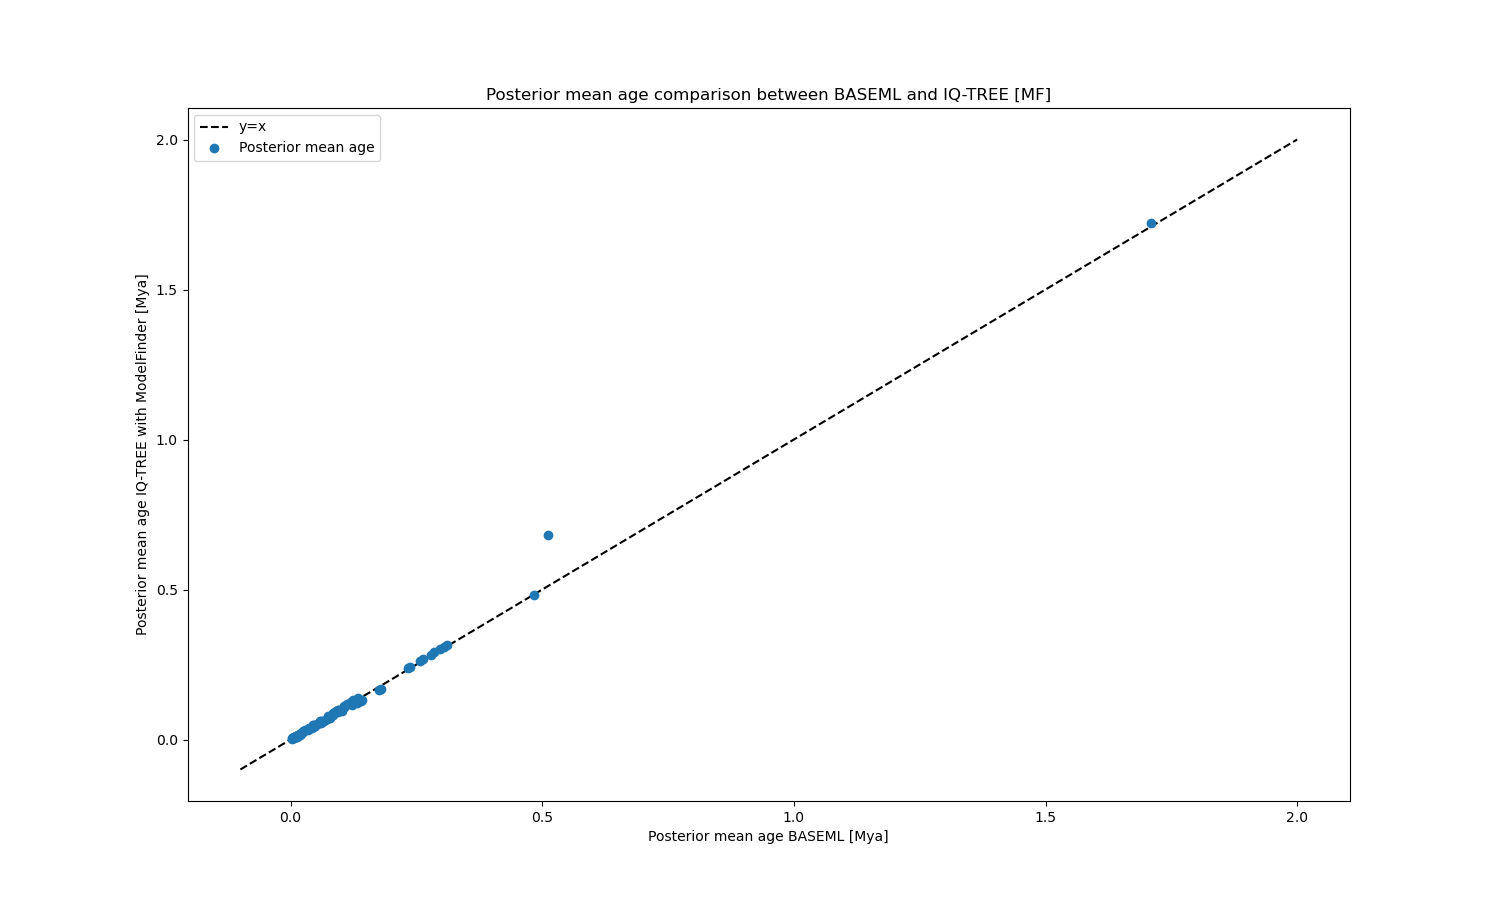 Posterior mean age comparison between BASEML and IQ-TREE [MF]
y=x
Posterior mean age
2.0
1.5
1.0
0.5
0.0
Posterior mean age IQ-TREE with ModelFinder [Mya]
0.0 0.5 1.0 1.5 2.0
Posterior mean age BASEML [Mya]